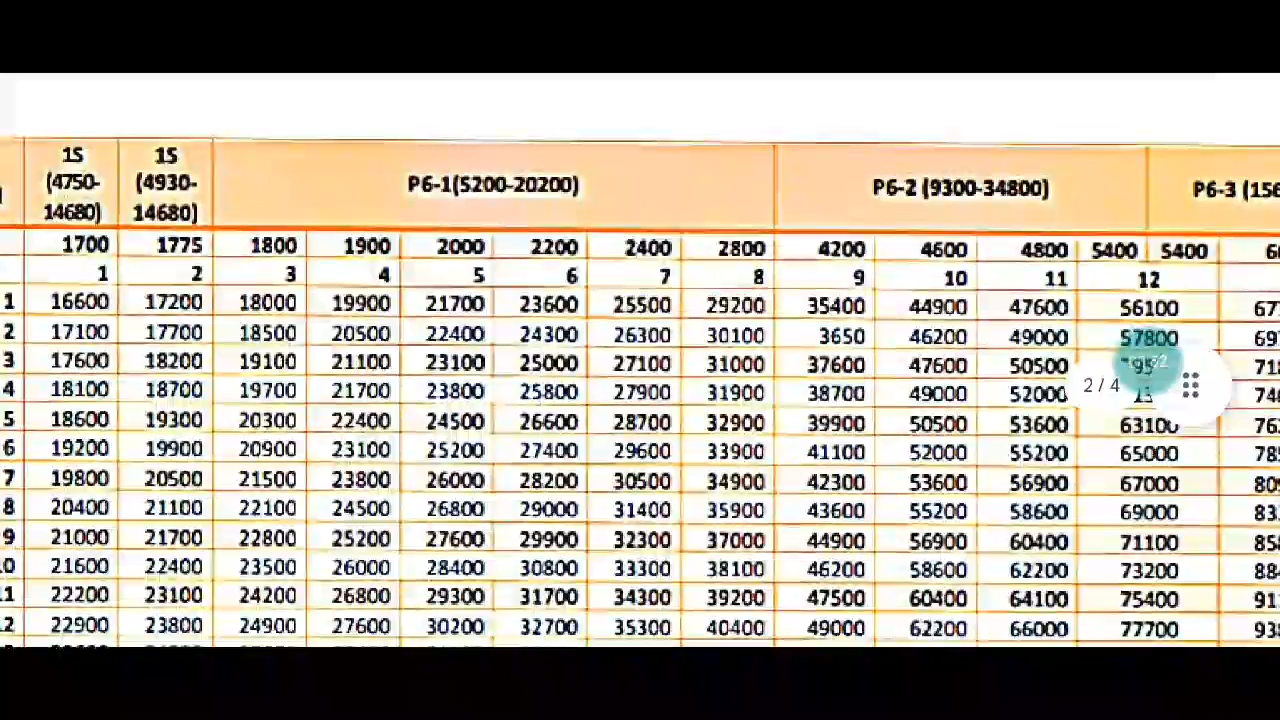 1S (4750-14680) 1S (4930-14680) P6-1(5200-20200) P6-2 (9300-34800) P6-3 (156
1700 1775 1800 1900 2000 2200 2400 2800 4200 4600 4800 5400 5400
1 2 3 4 5 6 7 8 9 10 11 12
1 16600 17200 18000 19900 21700 23600 25500 29200 35400 44900 47600 56100
2 17100 17700 18500 20500 22400 24300 26300 30100 3650 46200 49000 57800
3 17600 18200 19100 21100 23100 25000 27100 31000 37600 47600 50500
4 18100 18700 19700 21700 23800 25800 27900 31900 38700 49000 52000
2 / 4
5 18600 19300 20300 22400 24500 26600 28700 32900 39900 50500 53600 63100
6 19200 19900 20900 23100 25200 27400 29600 33900 41100 52000 55200 65000
7 19800 20500 21500 23800 26000 28200 30500 34900 42300 53600 56900 67000
8 20400 21100 22100 24500 26800 29000 31400 35900 43600 55200 58600 69000
9 21000 21700 22800 25200 27600 29900 32300 37000 44900 56900 60400 71100
21600 22400 23500 26000 28400 30800 33300 38100 46200 58600 62200 73200
22200 23100 24200 26800 29300 31700 34300 39200 47500 60400 64100 75400
22900 23800 24900 27600 30200 32700 35300 40400 49000 62200 66000 77700